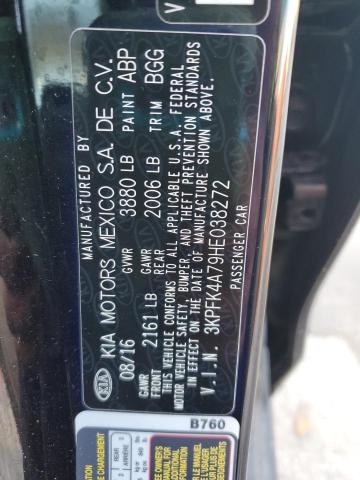 MANUFACTURED BY
KIA KIA MOTORS MEXICO S.A. DE C.V.
08/16 GVWR 3880 LB PAINT ABP
GAWR FRONT 2161 LB GAWR REAR 2006 LB TRIM BGG
THIS VEHICLE CONFORMS TO ALL APPLICABLE U.S.A. FEDERAL
MOTOR VEHICLE SAFETY, BUMPER, AND THEFT PREVENTION STANDARDS
IN EFFECT ON THE DATE OF MANUFACTURE SHOWN ABOVE.
V.I.N. 3KPFK4A79HE038272
PASSENGER CAR
B760
V
REAR
ARRIÈRE